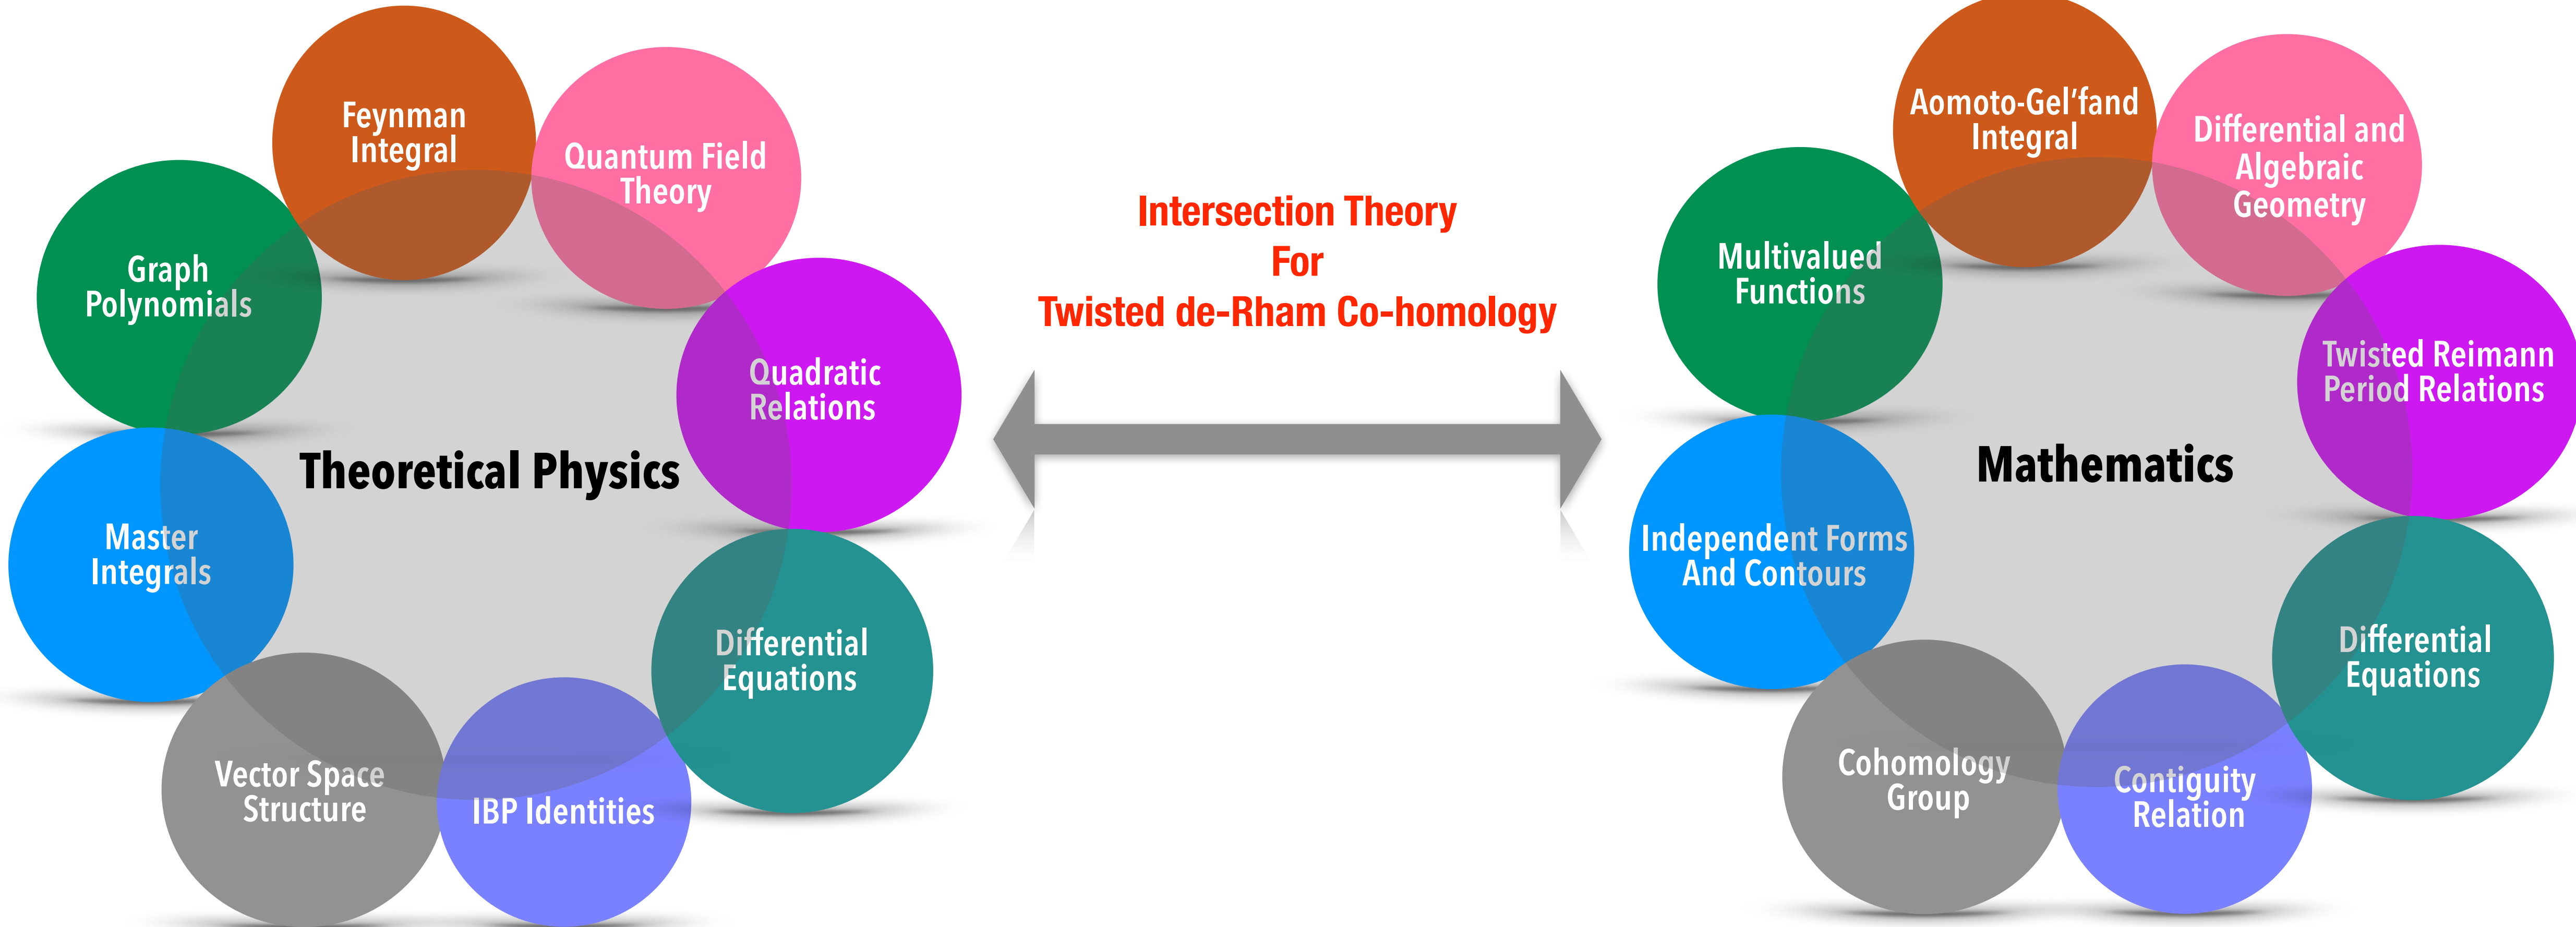 Feynman
Integral
Quantum Field
Theory
Graph
Polynomials
Quadratic
Relations
Theoretical Physics
Master
Integrals
Differential
Equations
Vector Space
Structure
IBP Identities
Intersection Theory
For
Twisted de-Rham Co-homology
Aomoto-Gel’fand
Integral
Differential and
Algebraic
Geometry
Multivalued
Functions
Twisted Reimann
Period Relations
Mathematics
Independent Forms
And Contours
Differential
Equations
Cohomology
Group
Contiguity
Relation